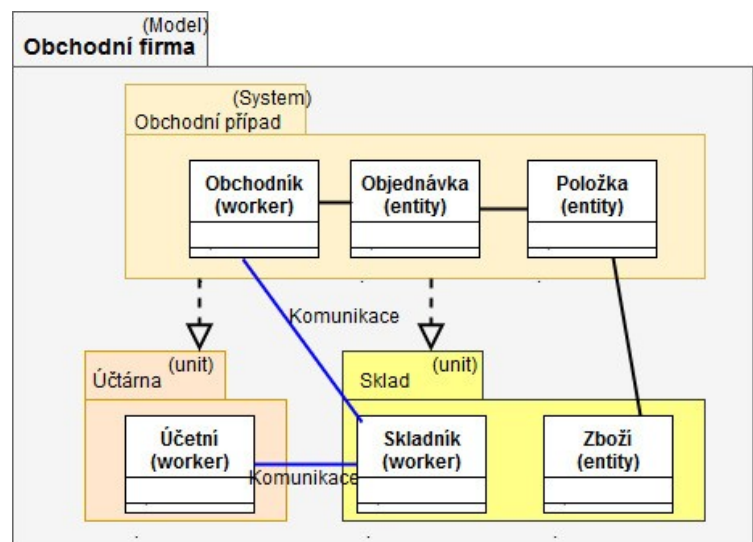 (Model)
Obchodní firma
(System)
Obchodní případ
Obchodník
(worker)
Objednávka
(entity)
Položka
(entity)
Komunikace
(unit)
Účtárna
(unit)
Sklad
Účetní
(worker)
Komunikace
Skladník
(worker)
Zboží
(entity)